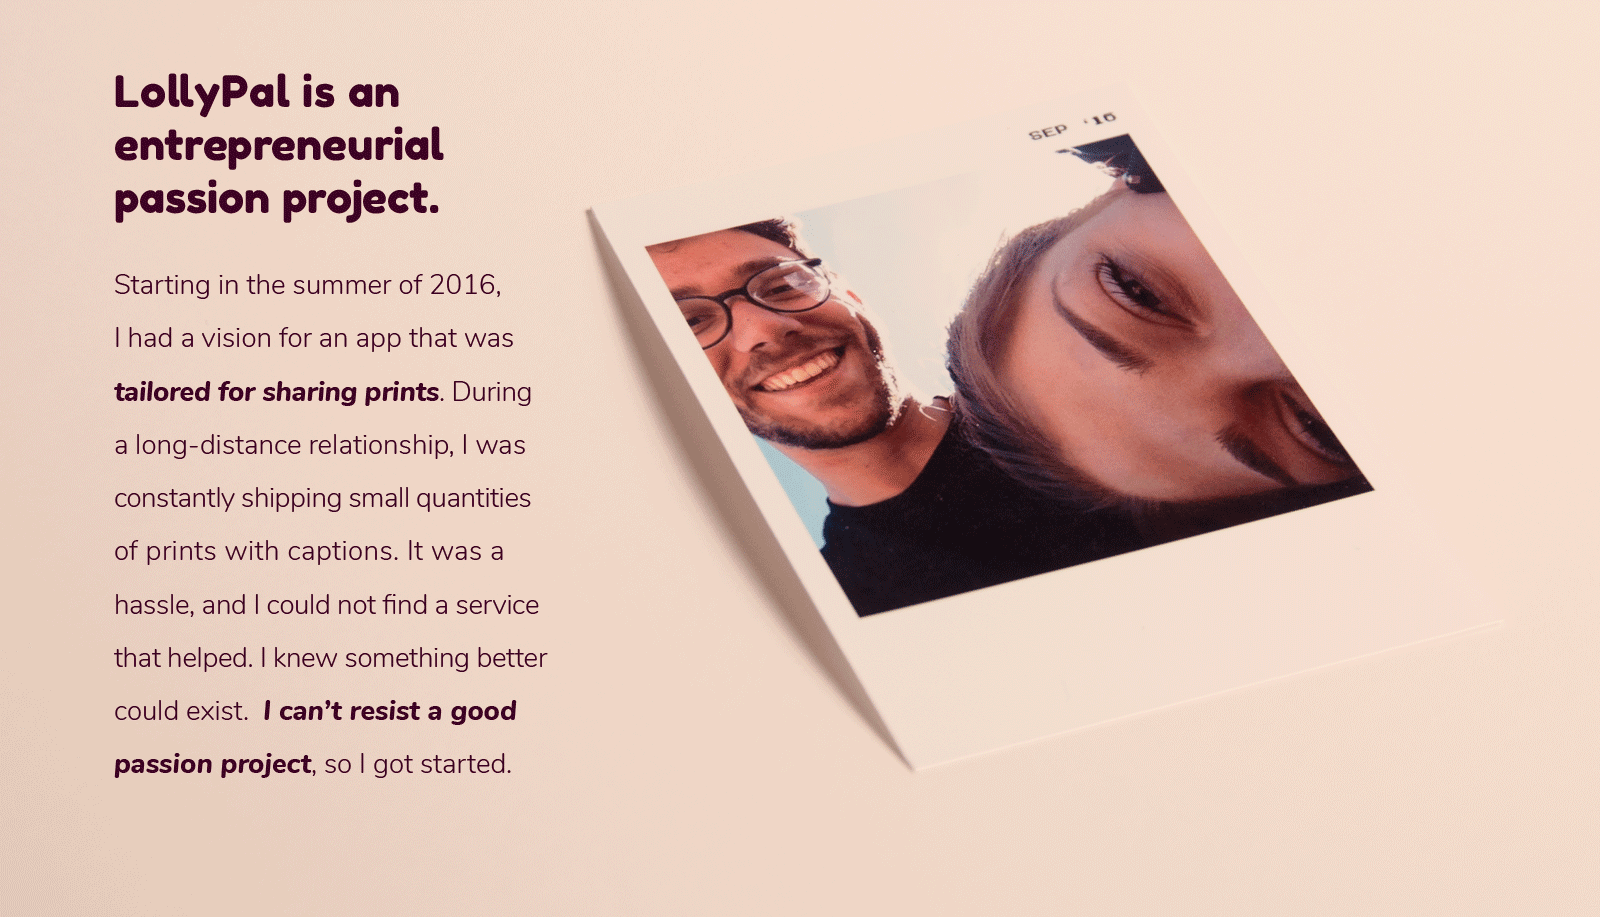 LollyPal is an
entrepreneurial
passion project.
Starting in the summer of 2016,
I had a vision for an app that was
tailored for sharing prints. During
a long-distance relationship, I was
constantly shipping small quantities
of prints with captions. It was a
hassle, and I could not find a service
that helped. I knew something better
could exist. I can’t resist a good
passion project, so I got started.
SEP '16